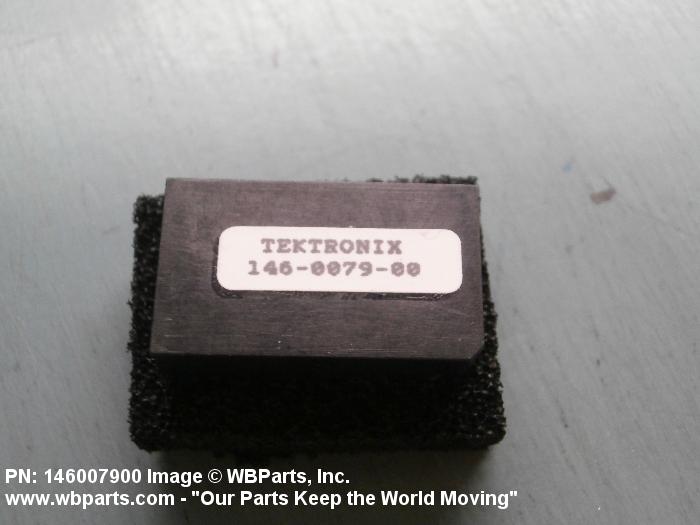 TEKTRONIX
146-0079-00
PN: 146007900 Image © WBParts, Inc.
www.wbparts.com - "Our Parts Keep the World Moving"